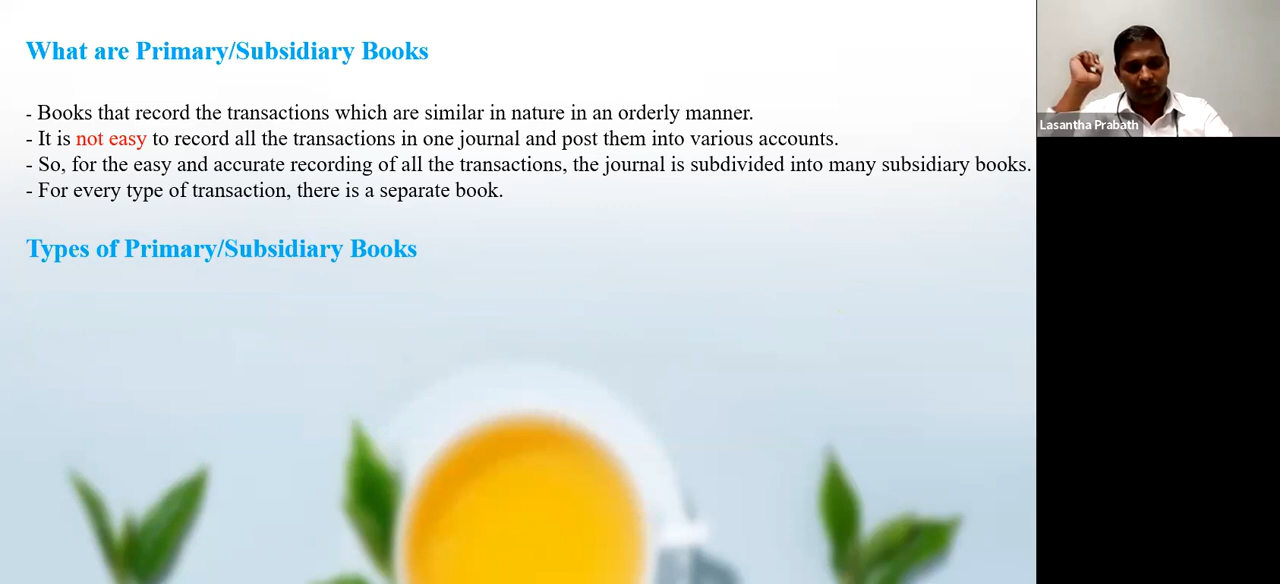 What are Primary/Subsidiary Books
- Books that record the transactions which are similar in nature in an orderly manner.
- It is not easy to record all the transactions in one journal and post them into various accounts.
- So, for the easy and accurate recording of all the transactions, the journal is subdivided into many subsidiary books.
- For every type of transaction, there is a separate book.
Types of Primary/Subsidiary Books
Lasantha Prabath